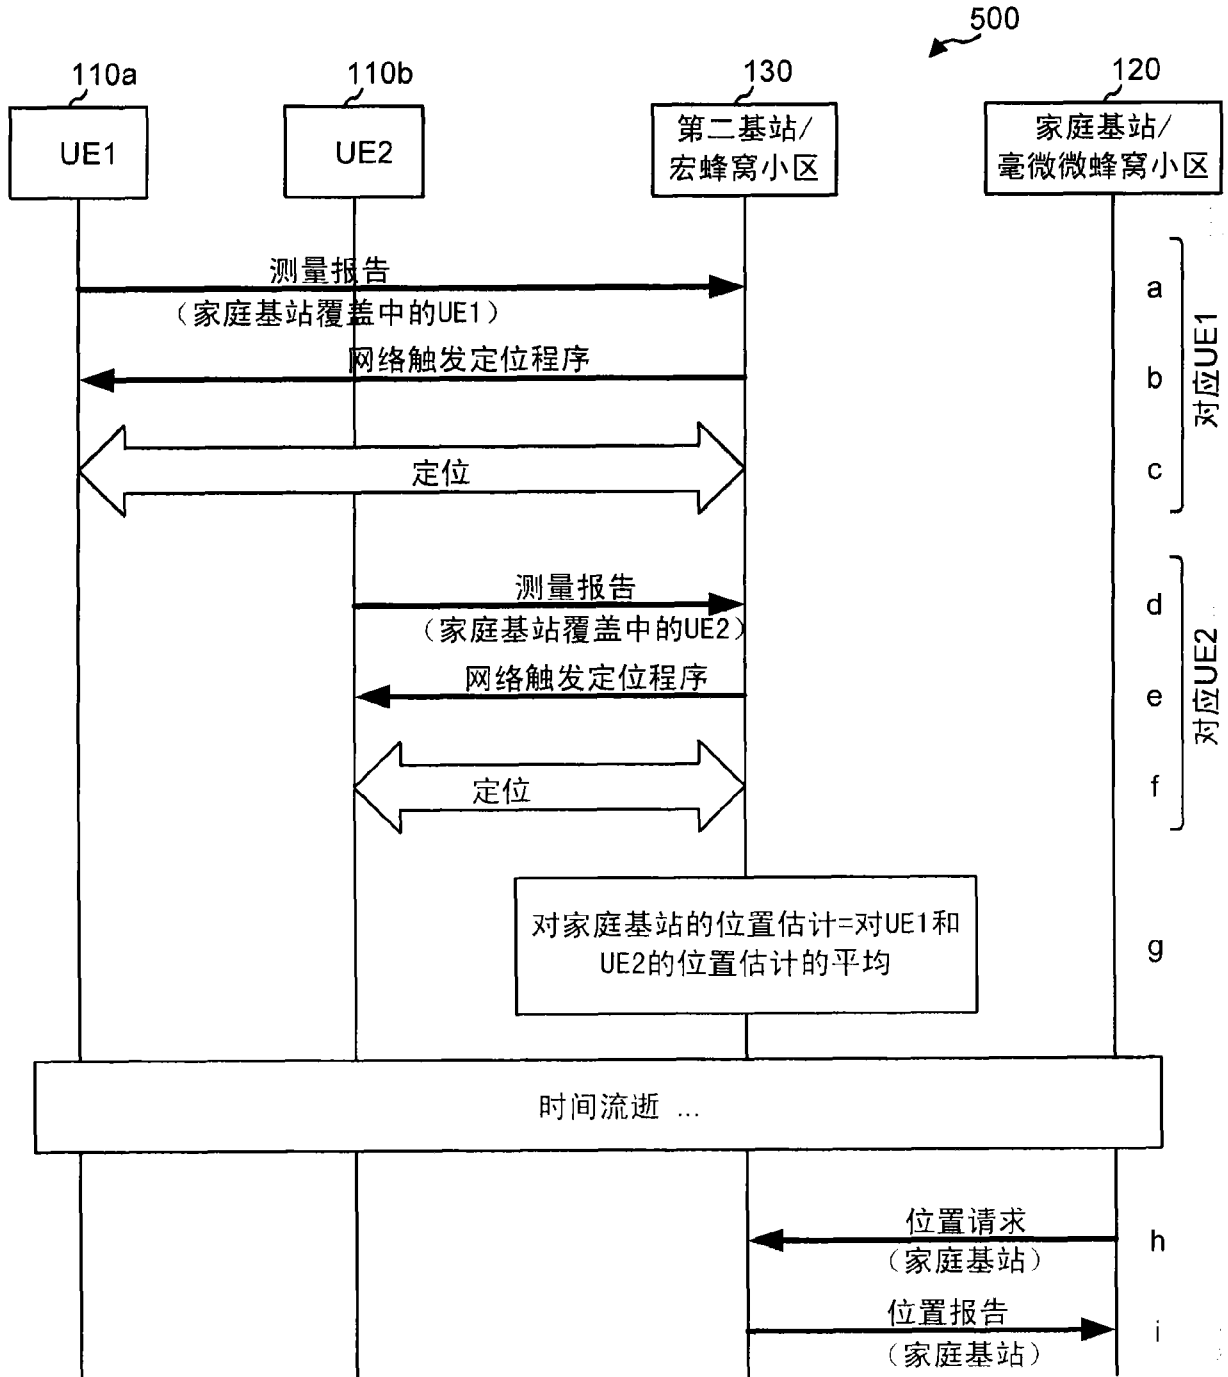 500
110a
110b
130
120
UE1
UE2
第二基站/
宏蜂窝小区
家庭基站/
毫微微蜂窝小区
测量报告
（家庭基站覆盖中的UE1）
a
网络触发定位程序
b
定位
c
对应UE1
测量报告
（家庭基站覆盖中的UE2）
d
网络触发定位程序
e
定位
f
对应UE2
对家庭基站的位置估计=对UE1和
UE2的位置估计的平均
g
时间流逝 ...
位置请求
（家庭基站）
h
位置报告
（家庭基站）
i